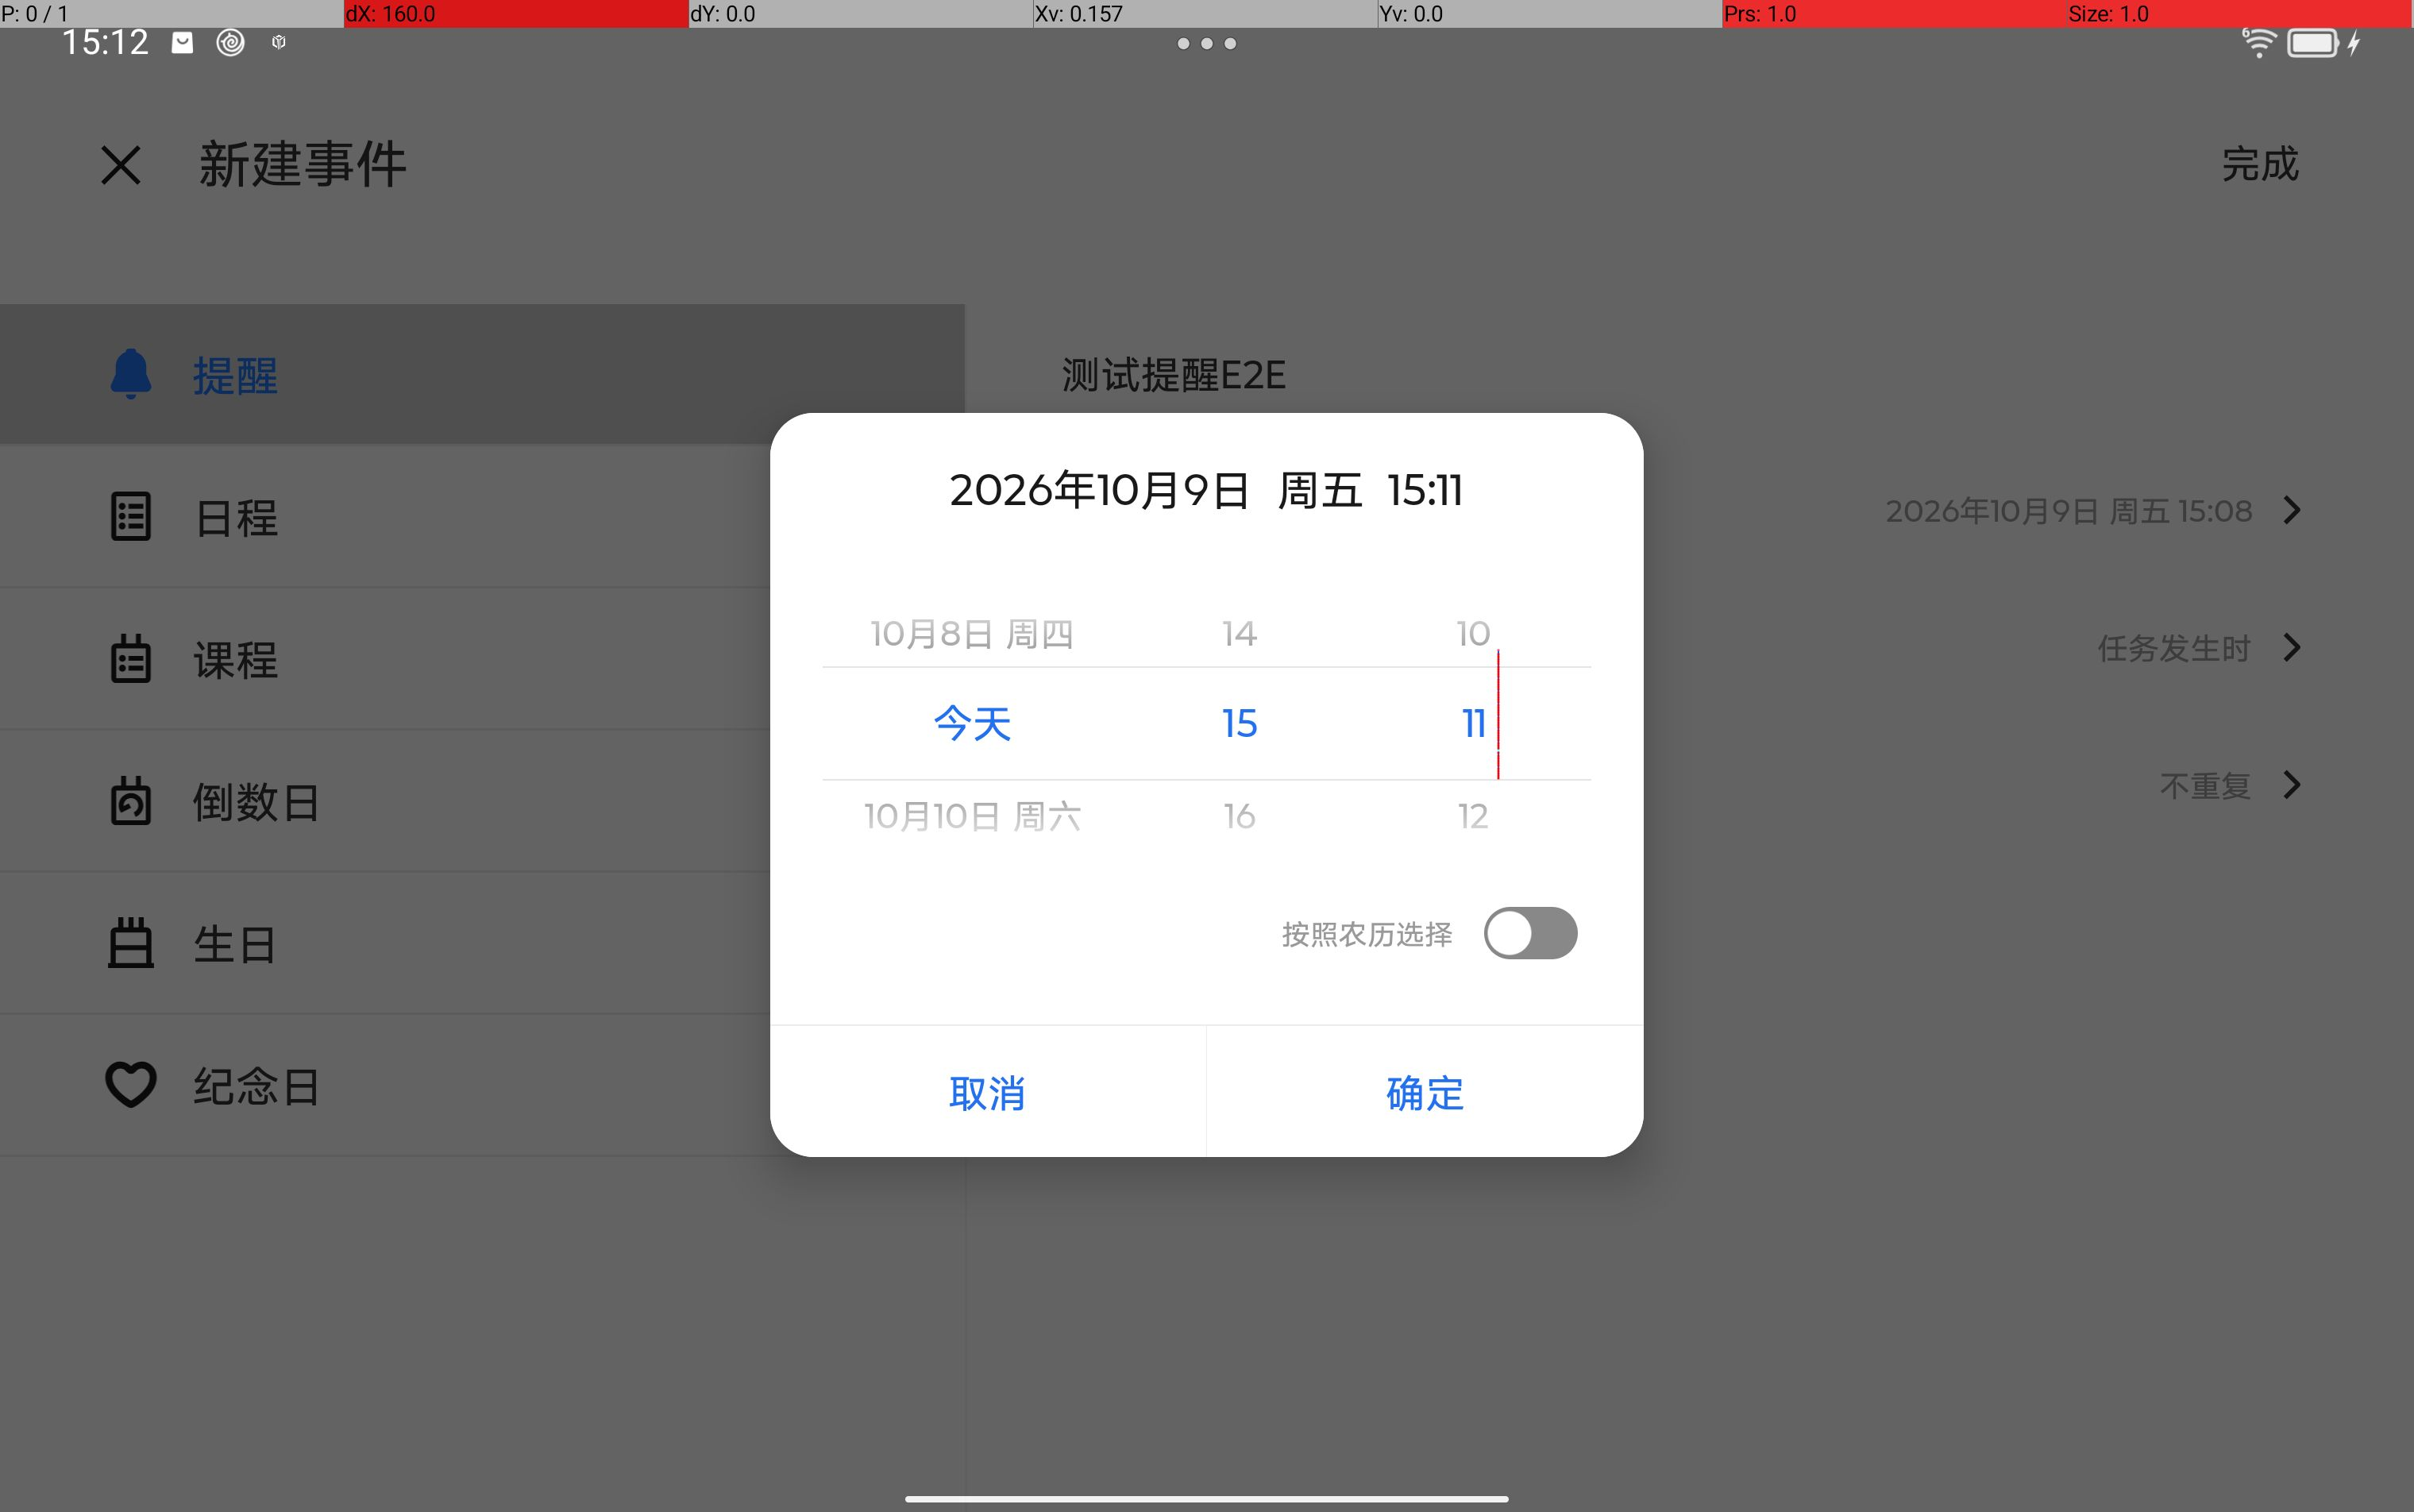 P: 0 / 1 dX: 160.0 dY: 0.0 Xv: 0.157 Yv: 0.0 Prs: 1.0 Size: 1.0
15:12 6
新建事件 完成
提醒
日程
课程
倒数日
生日
纪念日
测试提醒E2E
2026年10月9日 周五 15:08
任务发生时
不重复
2026年10月9日 周五 15:11
10月8日 周四 14 10
今天 15 11
10月10日 周六 16 12
按照农历选择
取消 确定